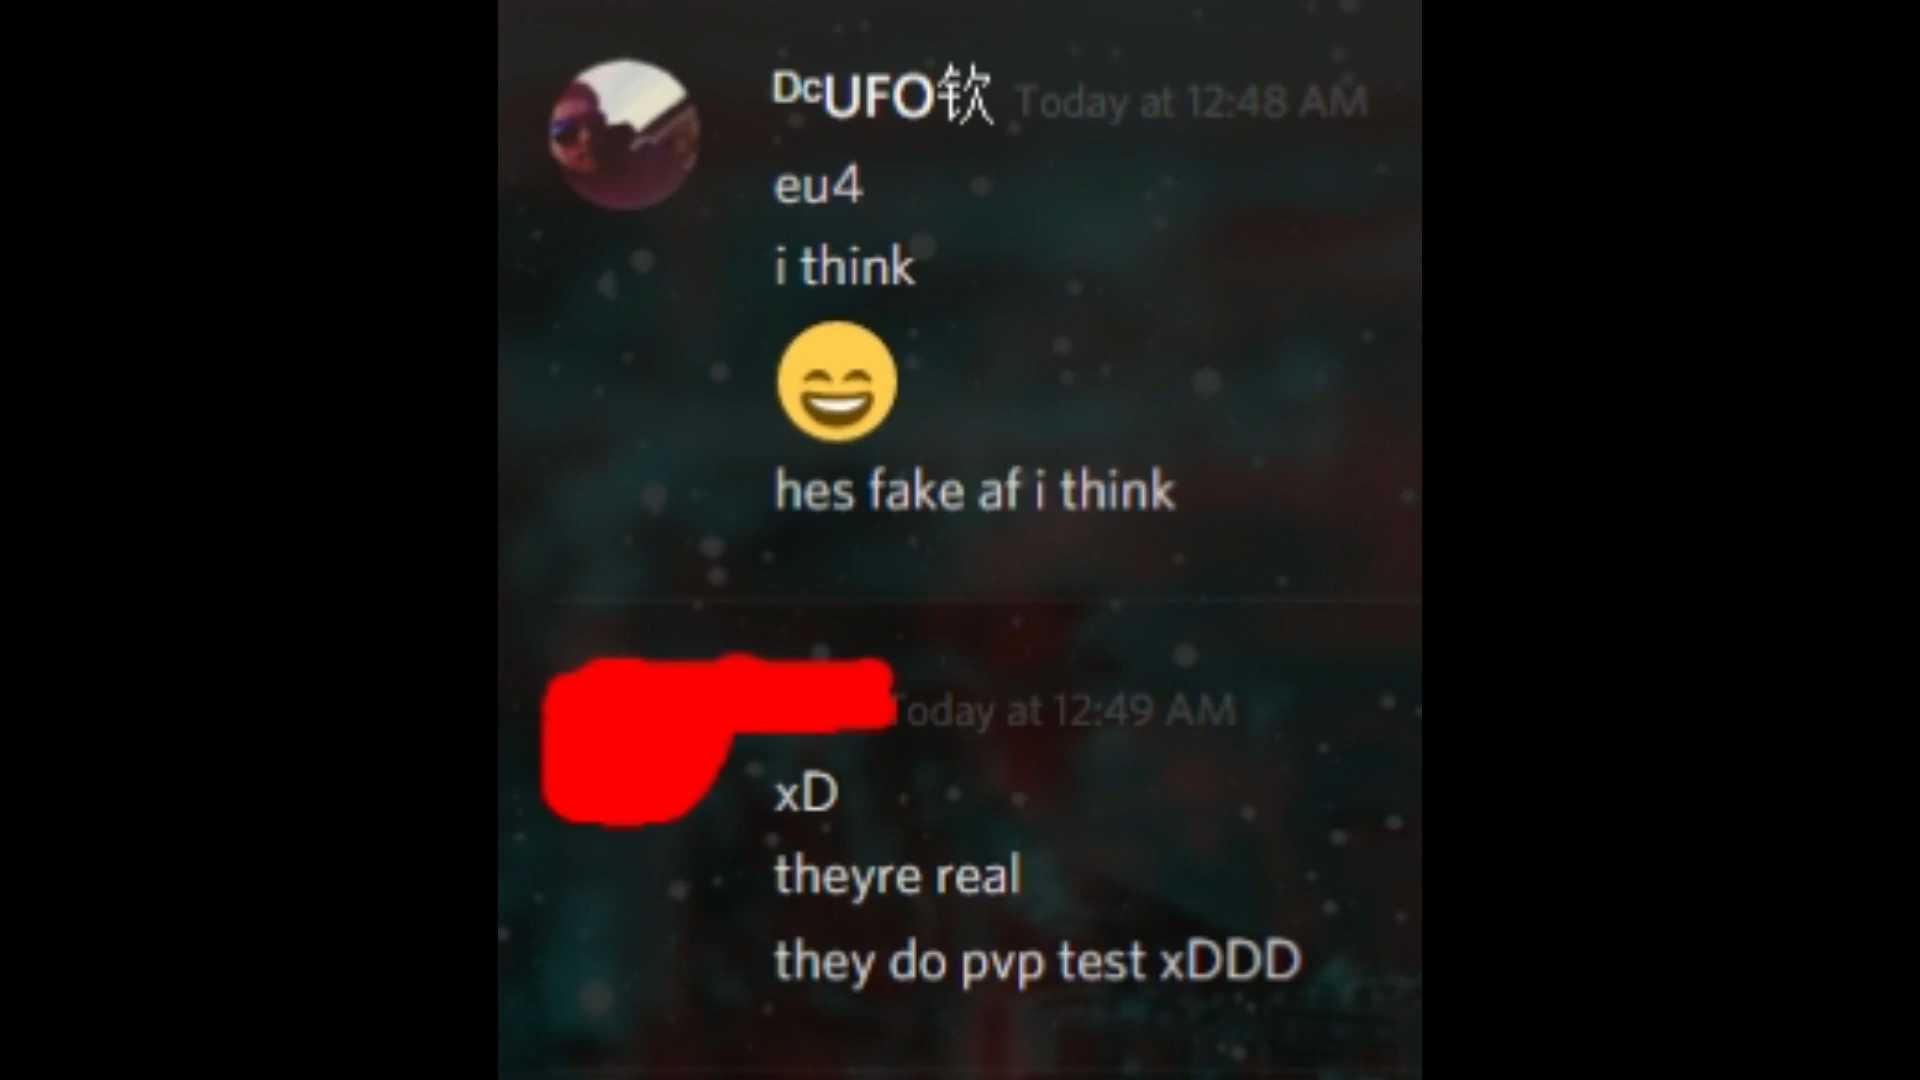 ᴰᶜUFO钦 Today at 12:48 AM
eu4
i think
😄
hes fake af i think
Today at 12:49 AM
xD
theyre real
they do pvp test xDDD